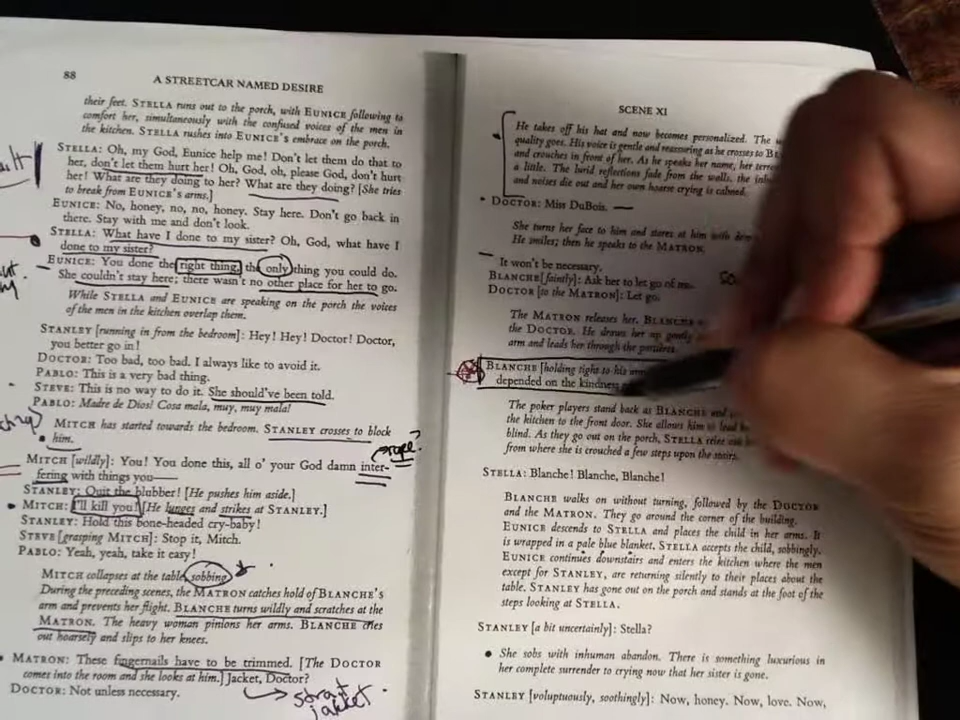 88
A STREETCAR NAMED DESIRE
their feet. STELLA runs out to the porch, with EUNICE following to
comfort her, simultaneously with the confused voices of the men in
the kitchen. STELLA rushes into EUNICE's embrace on the porch.
STELLA: Oh, my God, Eunice help me! Don't let them do that to
her, don't let them hurt her! Oh, God, oh, please God, don't hurt
her! What are they doing to her? What are they doing? [She tries
to break from EUNICE's arms.]
EUNICE: No, honey, no, no, honey. Stay here. Don't go back in
there. Stay with me and don't look.
STELLA: What have I done to my sister? Oh, God, what have I
done to my sister?
EUNICE: You done the right thing, the only thing you could do.
She couldn't stay here; there wasn't no other place for her to go.
While STELLA and EUNICE are speaking on the porch the voices
of the men in the kitchen overlap them.
STANLEY [running in from the bedroom]: Hey! Hey! Doctor! Doctor,
you better go in!
DOCTOR: Too bad, too bad. I always like to avoid it.
PABLO: This is a very bad thing.
STEVE: This is no way to do it. She should've been told.
PABLO: Madre de Dios! Cosa mala, muy, muy mala!
MITCH has started towards the bedroom. STANLEY crosses to block
him.
rape?
MITCH [wildly]: You! You done this, all o' your God damn inter-
fering with things you——
STANLEY: Quit the blubber! [He pushes him aside.]
MITCH: I'll kill you! [He lunges and strikes at STANLEY.]
STANLEY: Hold this bone-headed cry-baby!
STEVE [grasping MITCH]: Stop it, Mitch.
PABLO: Yeah, yeah, take it easy!
MITCH collapses at the table, sobbing.
During the preceding scenes, the MATRON catches hold of BLANCHE's
arm and prevents her flight. BLANCHE turns wildly and scratches at the
MATRON. The heavy woman pinions her arms. BLANCHE cries
out hoarsely and slips to her knees.
MATRON: These fingernails have to be trimmed. [The DOCTOR
comes into the room and she looks at him.] Jacket, Doctor?
DOCTOR: Not unless necessary.
strait
jacket
SCENE XI
He takes off his hat and now becomes personalized. The
quality goes. His voice is gentle and reassuring as he crosses to
and crouches in front of her. As he speaks her name, her
a little. The lurid reflections fade from the walls, the
and noises die out and her own hoarse crying is calmed.
DOCTOR: Miss DuBois.
She turns her face to him and stares at him with
He smiles; then he speaks to the MATRON.
It won't be necessary.
BLANCHE [faintly]: Ask her to let go of me.
DOCTOR [to the MATRON]: Let go.
The MATRON releases her. BLANCHE
the DOCTOR. He draws her up gently
arm and leads her through the portières.
BLANCHE [holding tight to his
depended on the kindness
The poker players stand back as BLANCHE and
the kitchen to the front door. She allows him to lead
blind. As they go out on the porch, STELLA cries out
from where she is crouched a few steps upon the stairs.
STELLA: Blanche! Blanche, Blanche!
BLANCHE walks on without turning, followed by the DOCTOR
and the MATRON. They go around the corner of the building.
EUNICE descends to STELLA and places the child in her arms. It
is wrapped in a pale blue blanket. STELLA accepts the child, sobbingly.
EUNICE continues downstairs and enters the kitchen where the men
except for STANLEY, are returning silently to their places about the
table. STANLEY has gone out on the porch and stands at the foot of the
steps looking at STELLA.
STANLEY [a bit uncertainly]: Stella?
She sobs with inhuman abandon. There is something luxurious in
her complete surrender to crying now that her sister is gone.
STANLEY [voluptuously, soothingly]: Now, honey. Now, love. Now,